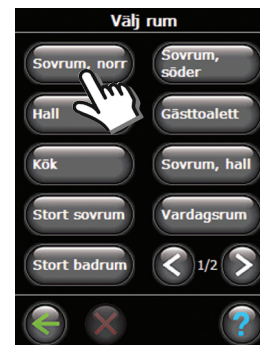 Välj rum
Sovrum, norr
Sovrum,
söder
Hall
Gästtoalett
Kök
Sovrum, hall
Stort sovrum
Vardagsrum
Stort badrum
< 1/2 >
?